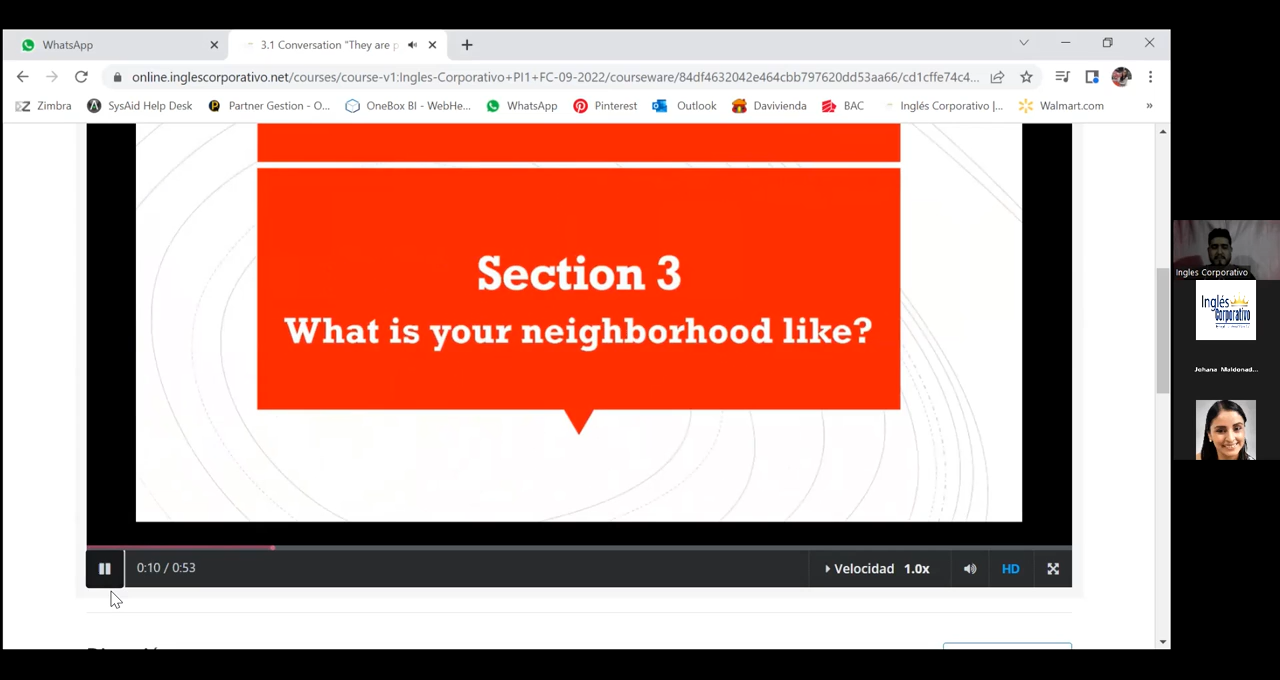 WhatsApp
3.1 Conversation "They are p
online.inglescorporativo.net/courses/course-v1:Ingles-Corporativo+PI1+FC-09-2022/courseware/84df4632042e464cbb797620dd53aa66/cd1cffe74c4...
Zimbra SysAid Help Desk Partner Gestion - O... OneBox BI - WebHe... WhatsApp Pinterest Outlook Davivienda BAC Inglés Corporativo |... Walmart.com »
Section 3
What is your neighborhood like?
0:10 / 0:53
Velocidad 1.0x
HD
Ingles Corporativo
Inglés
Corporativo
Johana Maldonad...